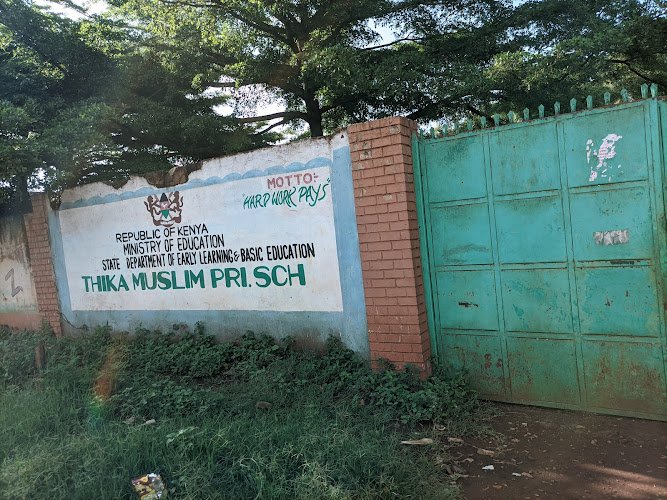 MOTTO:
"HARD WORK PAYS"
REPUBLIC OF KENYA
MINISTRY OF EDUCATION
STATE DEPARTMENT OF EARLY LEARNING & BASIC EDUCATION
THIKA MUSLIM PRI. SCH